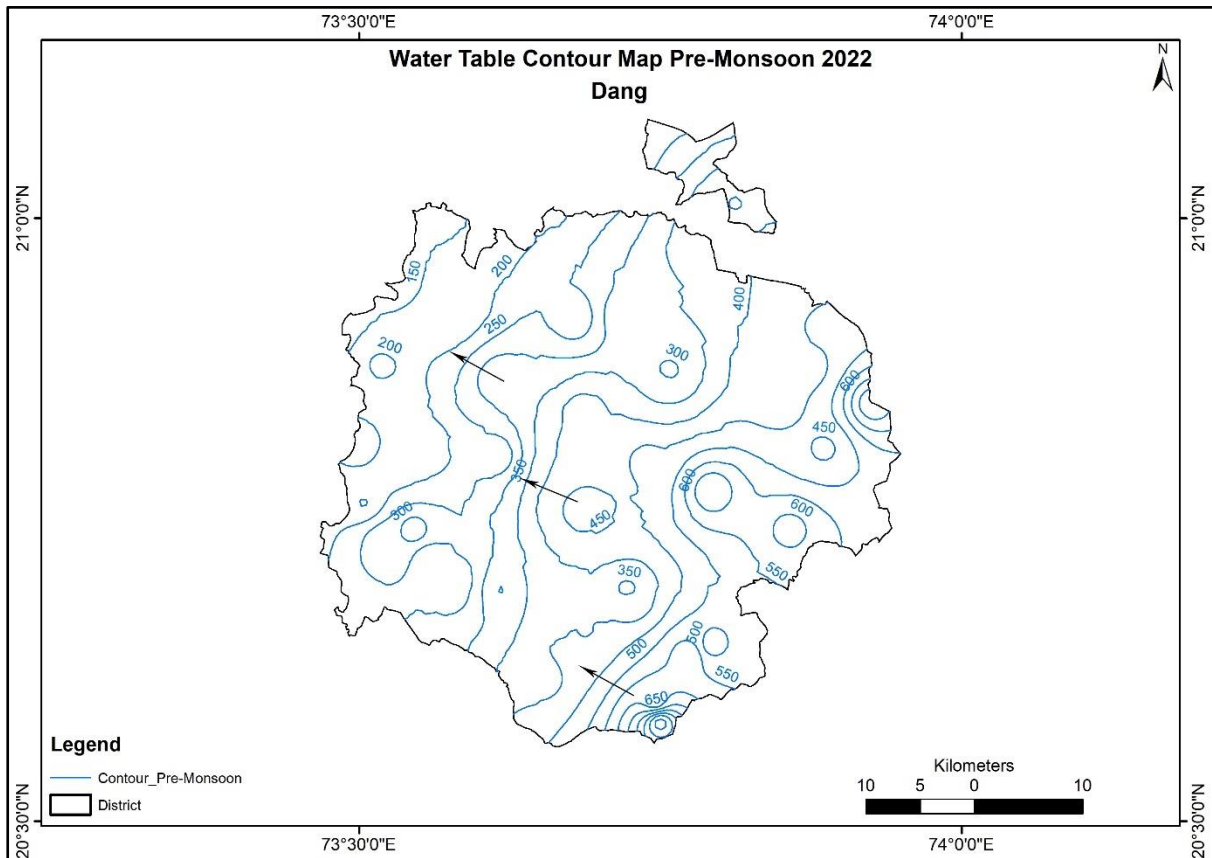 73°30'0"E
74°0'0"E
Water Table Contour Map Pre-Monsoon 2022
Dang
N
21°0'0"N
21°0'0"N
150
200
250
400
200
300
600
450
350
600
600
450
300
350
550
500
500
550
650
Legend
Contour_Pre-Monsoon
District
Kilometers
10 5 0 10
20°30'0"N
20°30'0"N
73°30'0"E
74°0'0"E